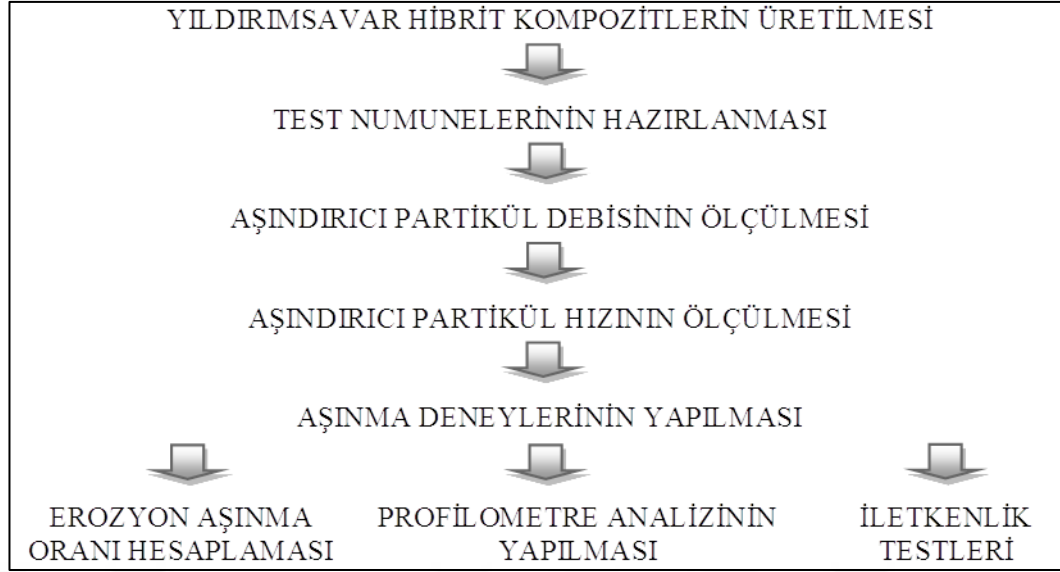 YILDIRIMSAVAR HİBRİT KOMPOZİTLERİN ÜRETİLMESİ
TEST NUMUNELERİNİN HAZIRLANMASI
AŞINDIRICI PARTİKÜL DEBİSİNİN ÖLÇÜLMESİ
AŞINDIRICI PARTİKÜL HIZININ ÖLÇÜLMESİ
AŞINMA DENEYLERİNİN YAPILMASI
EROZYON AŞINMA
ORANI HESAPLAMASI
PROFİLOMETRE ANALİZİNİN
YAPILMASI
İLETKENLİK
TESTLERİ